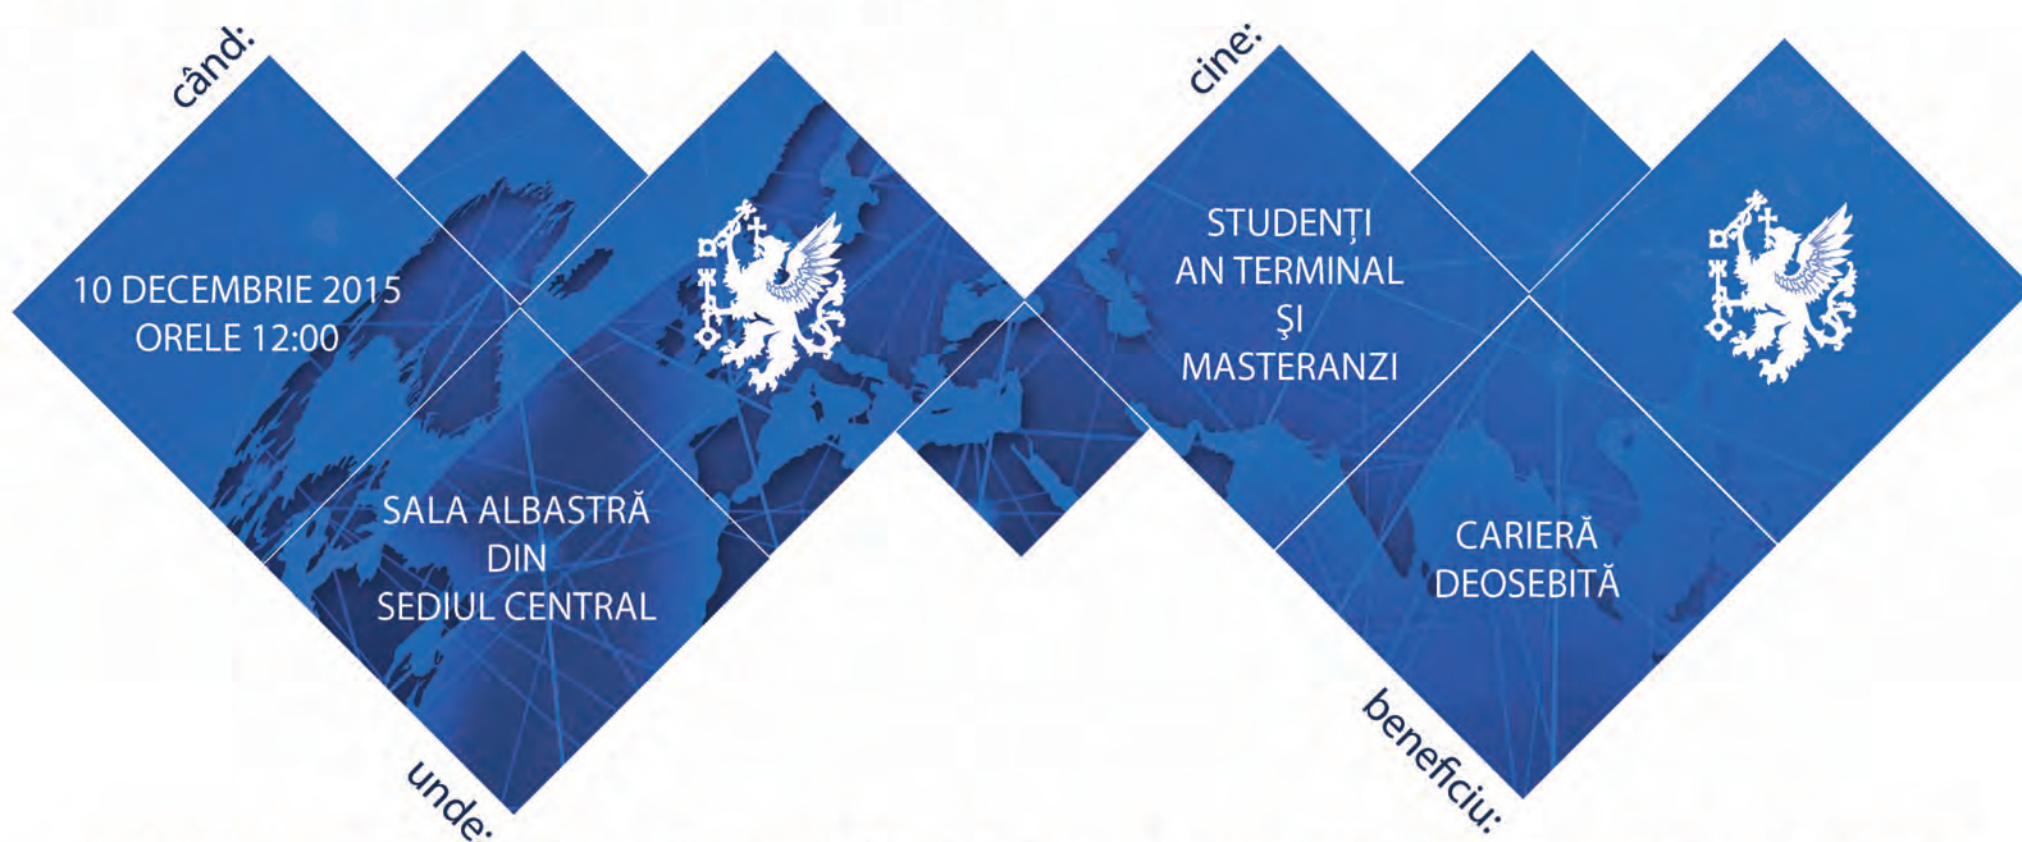 când:
10 DECEMBRIE 2015
ORELE 12:00
unde:
SALA ALBASTRĂ
DIN
SEDIUL CENTRAL
cine:
STUDENȚI
AN TERMINAL
ŞI
MASTERANZI
beneficiu:
CARIERĂ
DEOSEBITĂ